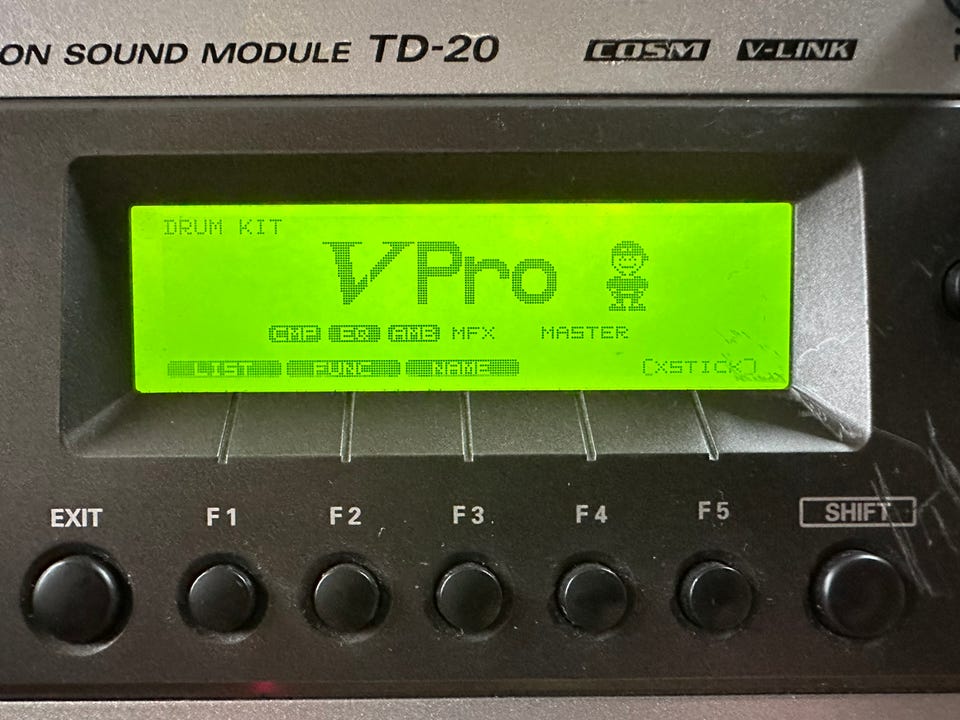 ON SOUND MODULE TD-20 COSM V-LINK
DRUM KIT
VPro
CMP EQ AMB MFX MASTER
LIST FUNC NAME [XSTICK]
EXIT F1 F2 F3 F4 F5 SHIFT